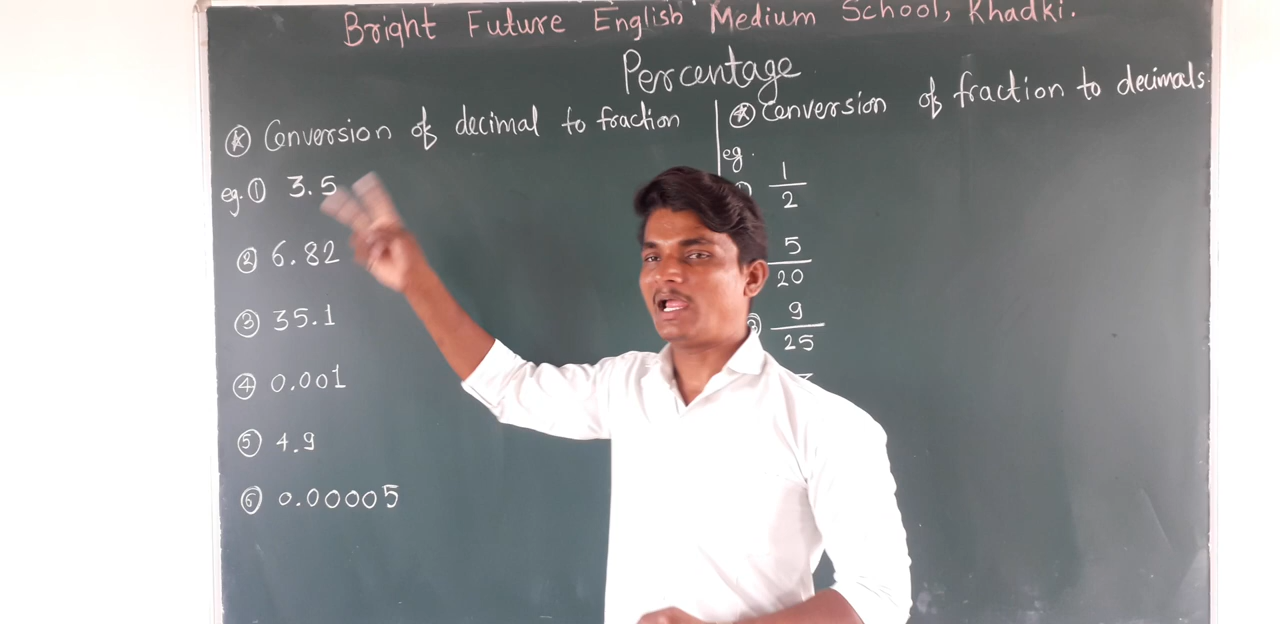 Bright Future English Medium School, Khadki.
Percentage
⊛ Conversion of decimal to fraction
eg. ① 3.5
② 6.82
③ 35.1
④ 0.001
⑤ 4.9
⑥ 0.00005
⊛ Conversion of fraction to decimals.
eg.
① 1/2
5/20
③ 9/25